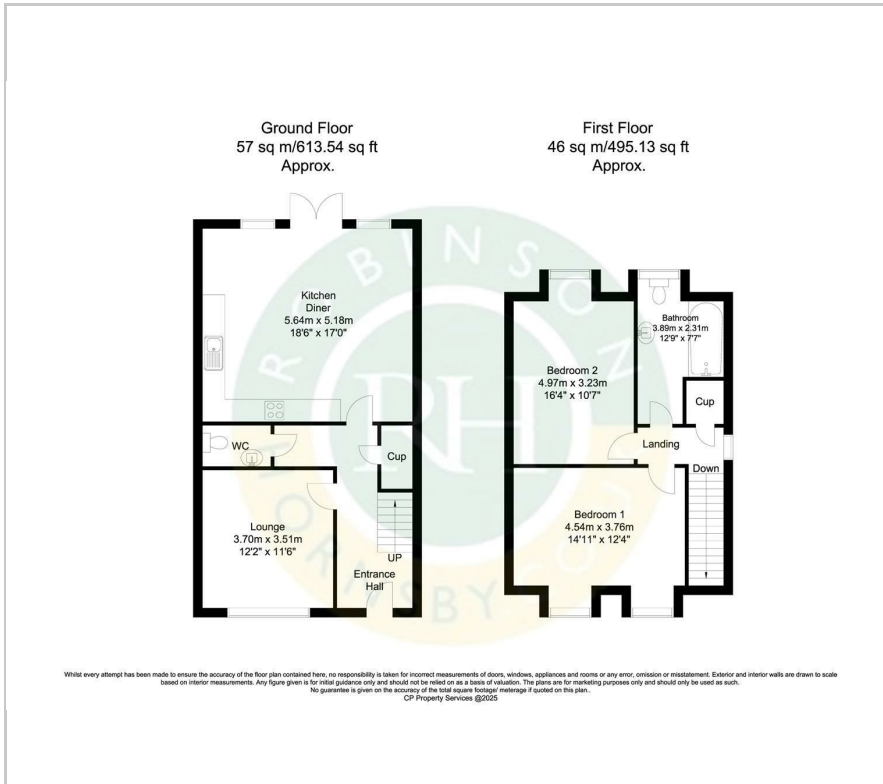 Ground Floor
57 sq m/613.54 sq ft
Approx.
First Floor
46 sq m/495.13 sq ft
Approx.
Kitchen
Diner
5.64m x 5.18m
18'6" x 17'0"
WC
Cup
Lounge
3.70m x 3.51m
12'2" x 11'6"
UP
Entrance
Hall
Bathroom
3.89m x 2.31m
12'9" x 7'7"
Bedroom 2
4.97m x 3.23m
16'4" x 10'7"
Cup
Landing
Down
Bedroom 1
4.54m x 3.76m
14'11" x 12'4"
ROBINSON
RH
HORNSBY
Whilst every attempt has been made to ensure the accuracy of the floor plan contained here, no responsibility is taken for incorrect measurements of doors, windows, appliances and rooms or any error, omission or misstatement. Exterior and interior walls are drawn to scale
based on interior measurements. Any figure given is for initial guidance only and should not be relied on as a basis of valuation. The plans are for marketing purposes only and should only be used as such.
No guarantee is given on the accuracy of the total square footage/ meterage if quoted on this plan..
CP Property Services @2025